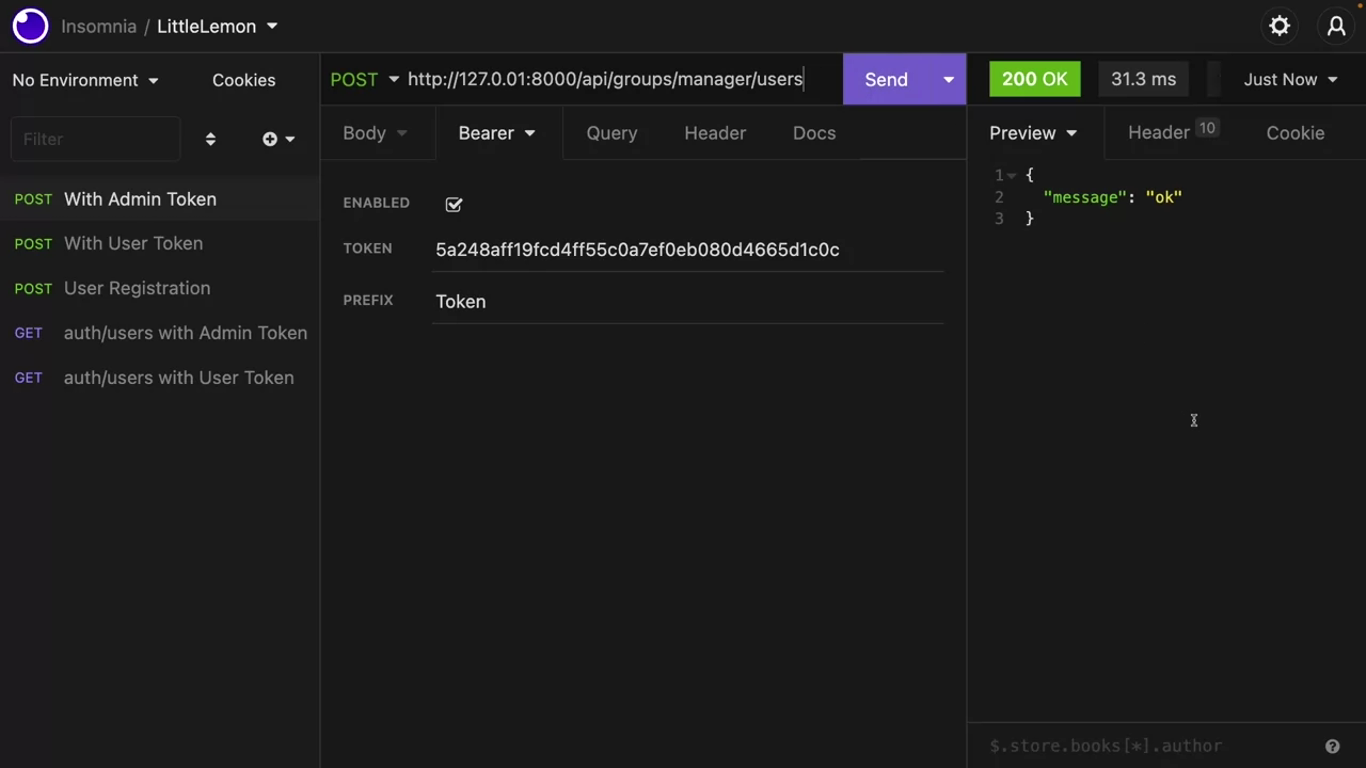 Insomnia / LittleLemon
No Environment
Cookies
POST http://127.0.01:8000/api/groups/manager/users
Send
200 OK
31.3 ms
Just Now
Filter
Body
Bearer
Query
Header
Docs
Preview
Header 10
Cookie
POST With Admin Token
POST With User Token
POST User Registration
GET auth/users with Admin Token
GET auth/users with User Token
ENABLED
TOKEN 5a248aff19fcd4ff55c0a7ef0eb080d4665d1c0c
PREFIX Token
1 {
2 "message": "ok"
3 }
$.store.books[*].author
?